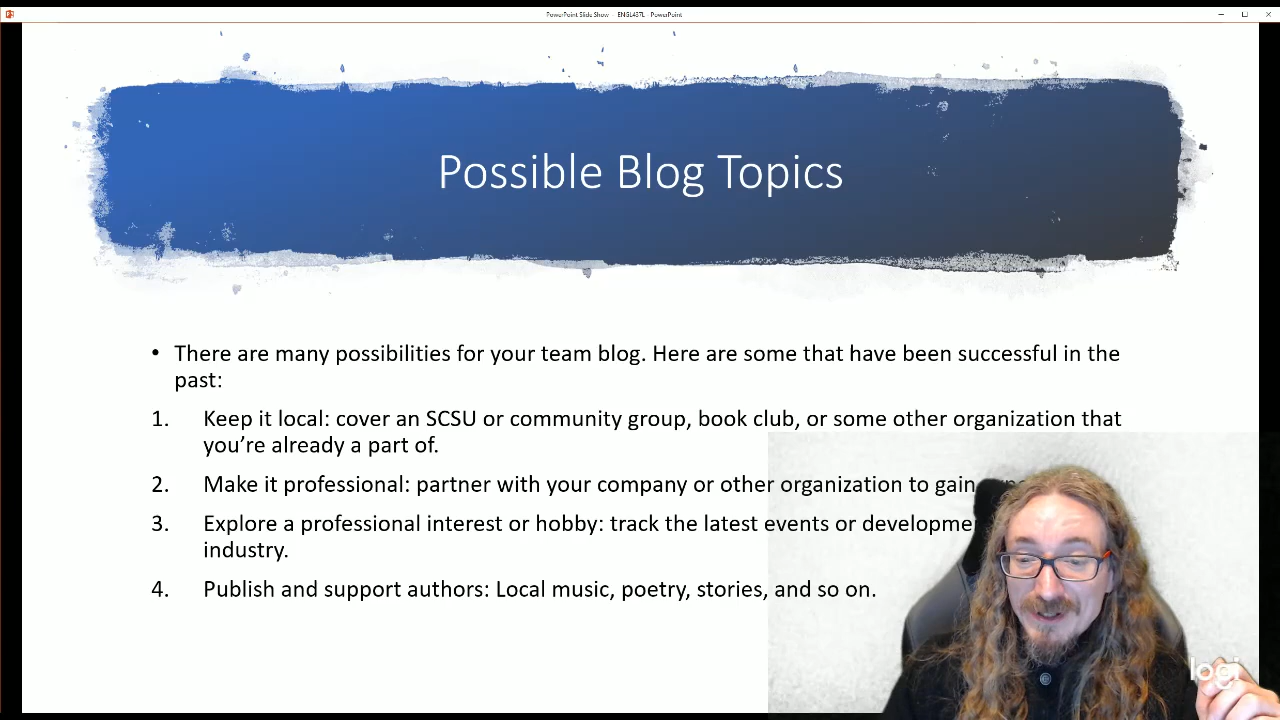 PowerPoint Slide Show - ENGL437L - PowerPoint
Possible Blog Topics
• There are many possibilities for your team blog. Here are some that have been successful in the
past:
1. Keep it local: cover an SCSU or community group, book club, or some other organization that
you’re already a part of.
2. Make it professional: partner with your company or other organization to gain
3. Explore a professional interest or hobby: track the latest events or
industry.
4. Publish and support authors: Local music, poetry, stories, and so on.
logi